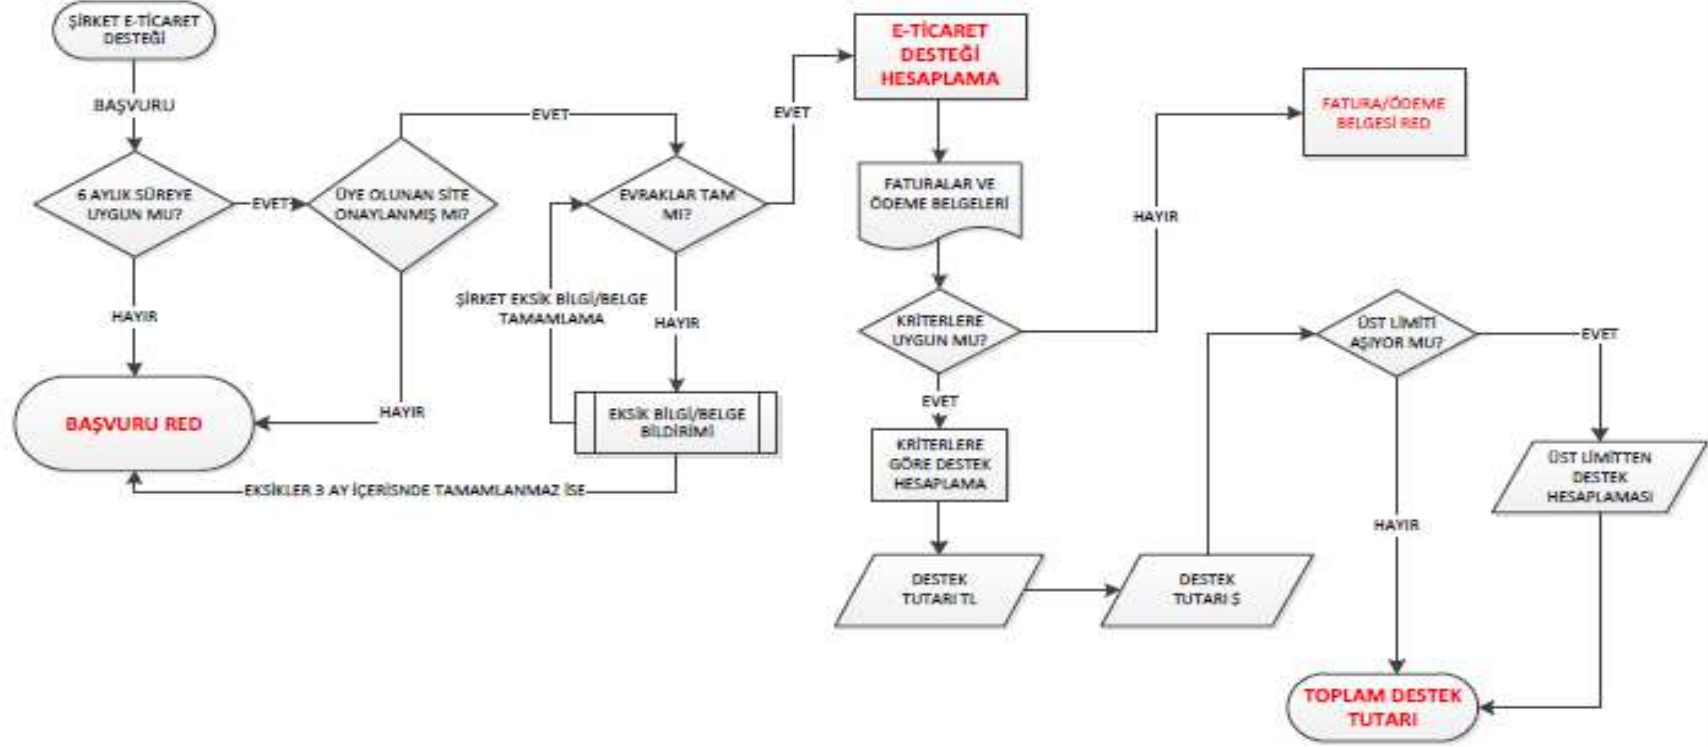 ŞİRKET E-TİCARET
DESTEĞİ
BAŞVURU
6 AYLIK SÜREYE
UYGUN MU?
EVET
HAYIR
ÜYE OLUNAN SİTE
ONAYLANMIŞ MI?
EVET
HAYIR
BAŞVURU RED
EVRAKLAR TAM
MI?
EVET
HAYIR
ŞİRKET EKSİK BİLGİ/BELGE
TAMAMLAMA
EKSİK BİLGİ/BELGE
BİLDİRİMİ
EKSİKLER 3 AY İÇERİSNDE TAMAMLANMAZ İSE
E-TİCARET
DESTEĞİ
HESAPLAMA
FATURALAR VE
ÖDEME BELGELERİ
KRİTERLERE
UYGUN MU?
HAYIR
FATURA/ÖDEME
BELGESİ RED
EVET
KRİTERLERE
GÖRE DESTEK
HESAPLAMA
DESTEK
TUTARI TL
DESTEK
TUTARI $
ÜST LİMİTİ
AŞIYOR MU?
EVET
ÜST LİMİTTEN
DESTEK
HESAPLAMASI
HAYIR
TOPLAM DESTEK
TUTARI